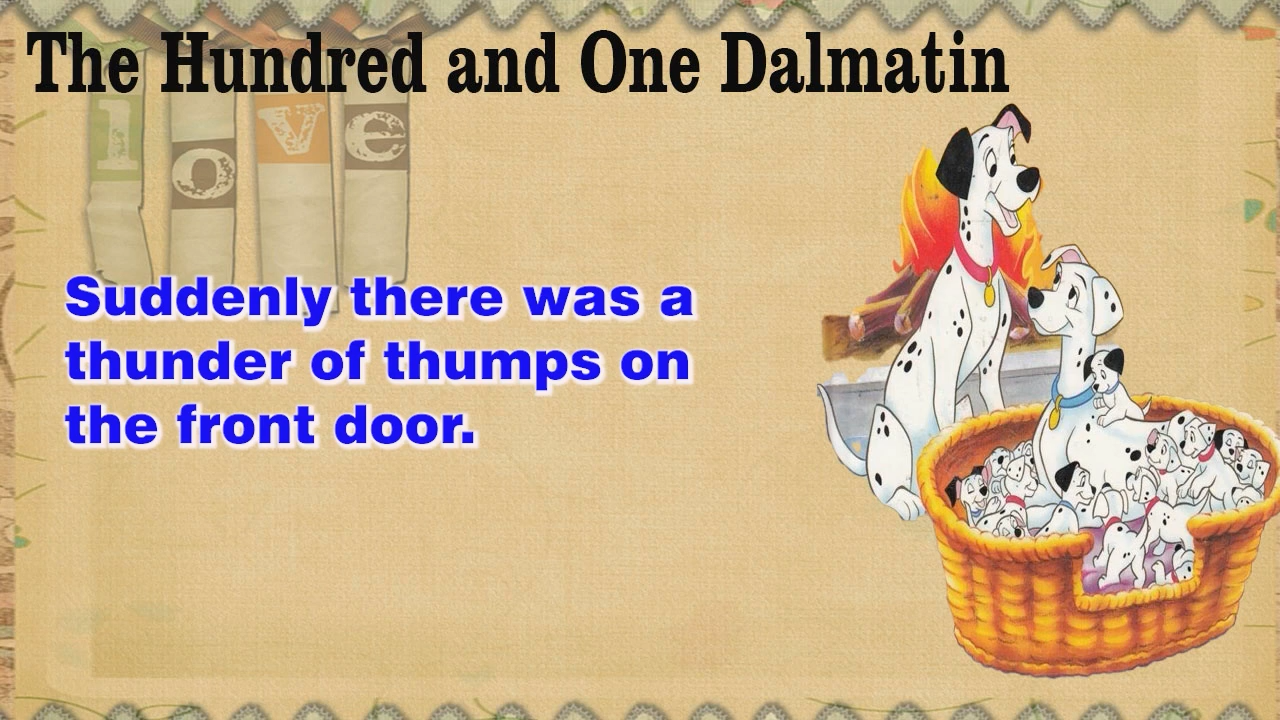 The Hundred and One Dalmatin
love
Suddenly there was a
thunder of thumps on
the front door.